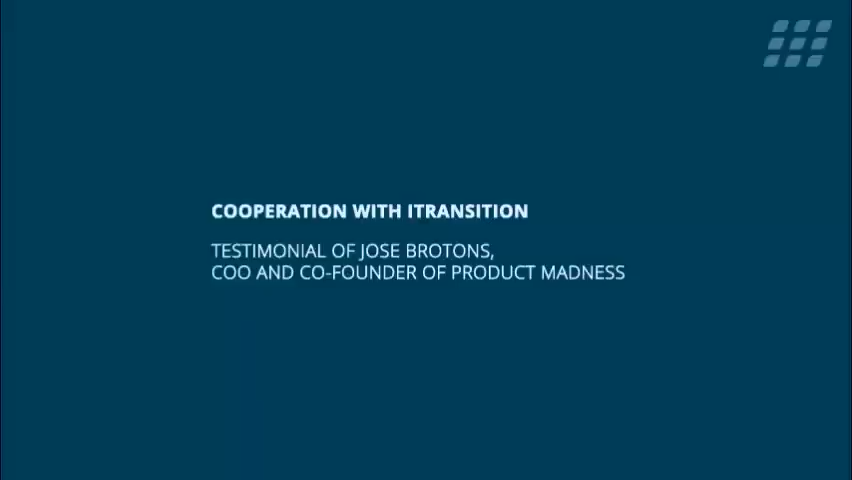 COOPERATION WITH ITRANSITION
TESTIMONIAL OF JOSE BROTONS,
COO AND CO-FOUNDER OF PRODUCT MADNESS